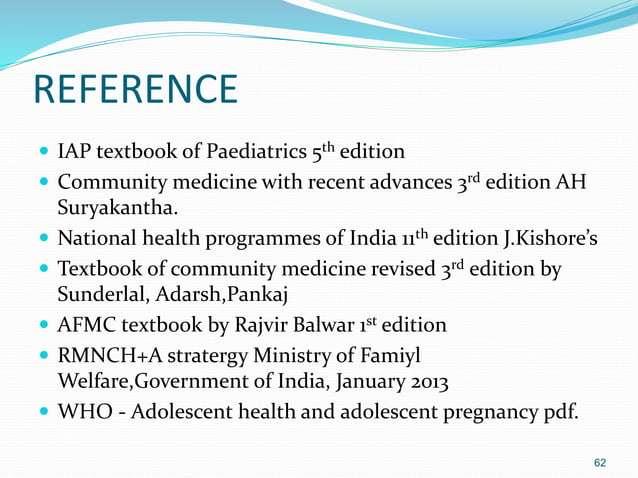 REFERENCE
IAP textbook of Paediatrics 5th edition
Community medicine with recent advances 3rd edition AH
Suryakantha.
National health programmes of India 11th edition J.Kishore’s
Textbook of community medicine revised 3rd edition by
Sunderlal, Adarsh,Pankaj
AFMC textbook by Rajvir Balwar 1st edition
RMNCH+A stratergy Ministry of Famiyl
Welfare,Government of India, January 2013
WHO - Adolescent health and adolescent pregnancy pdf.
62